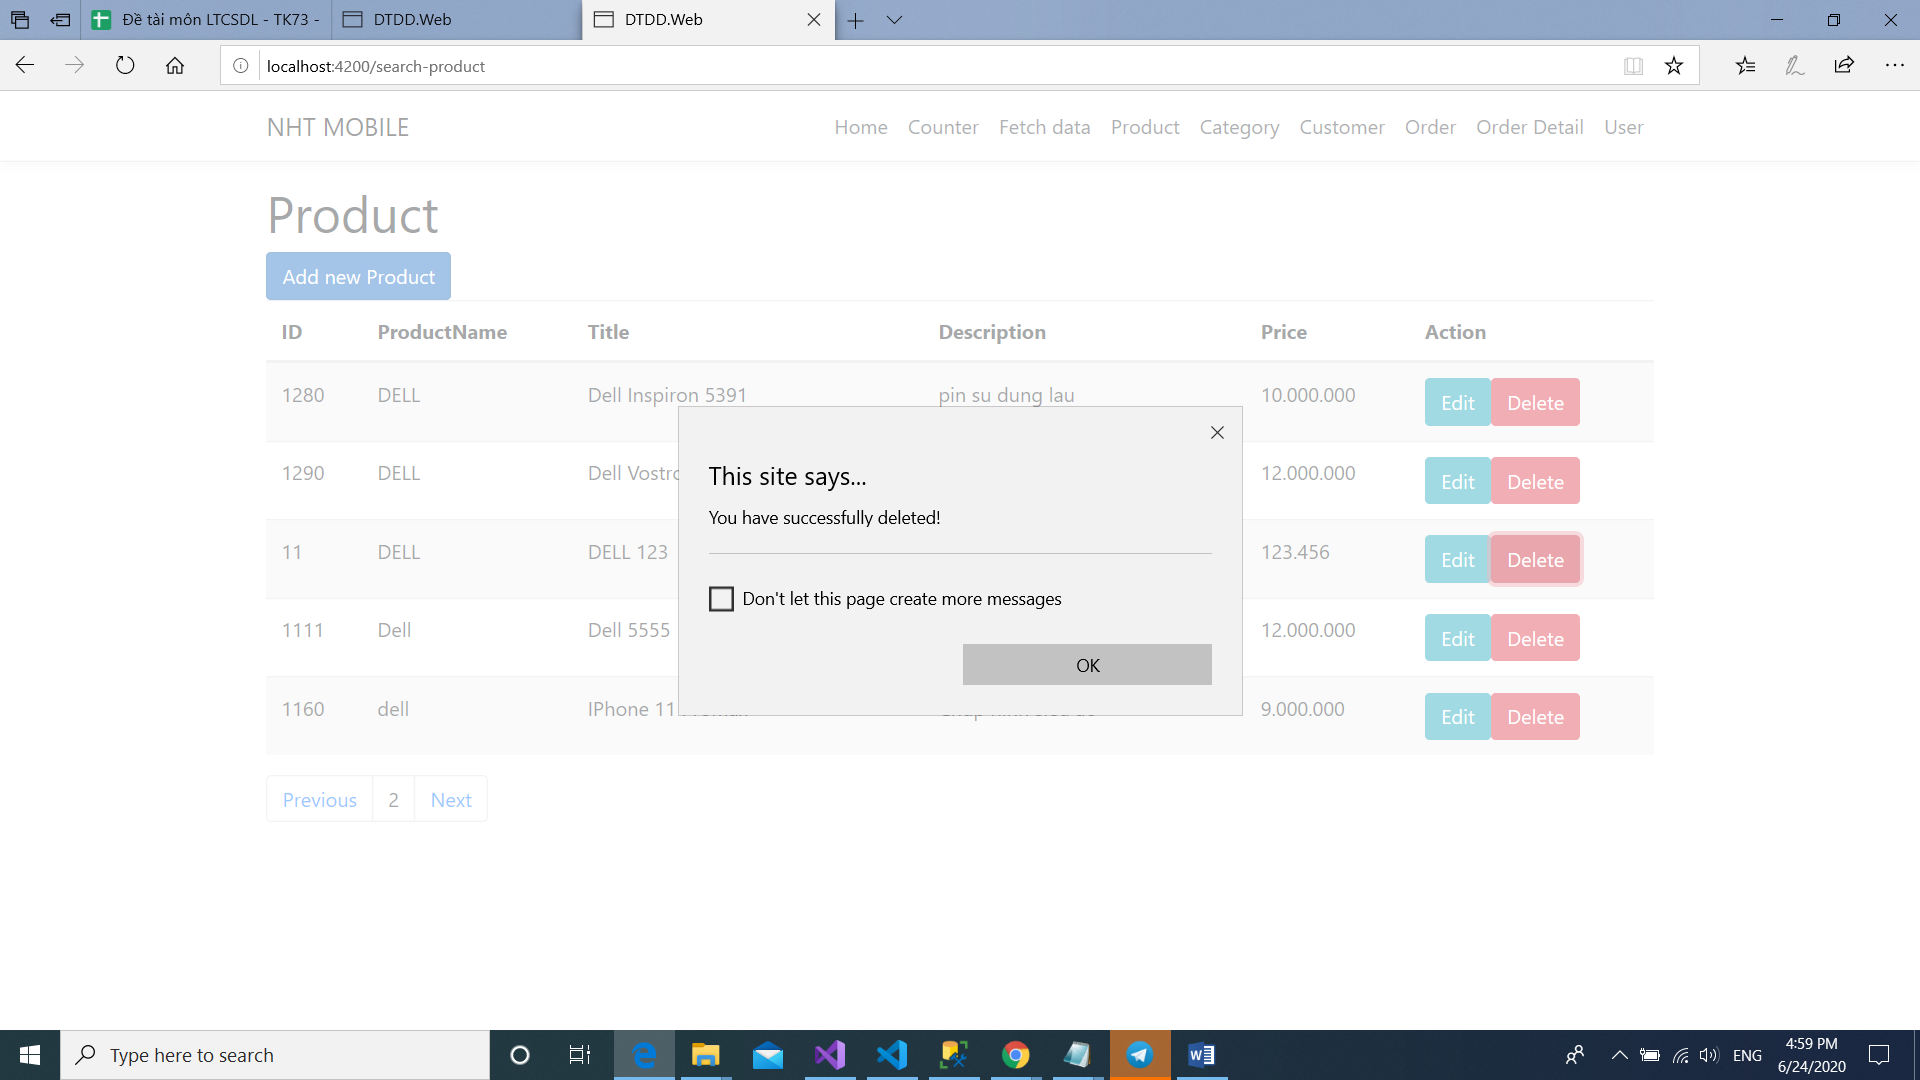 Đề tài môn LTCSDL - TK73 -
DTDD.Web
DTDD.Web
localhost:4200/search-product
NHT MOBILE
Home Counter Fetch data Product Category Customer Order Order Detail User
Product
Add new Product
ID ProductName Title Description Price Action
1280 DELL Dell Inspiron 5391 pin su dung lau 10.000.000 Edit Delete
1290 DELL Dell Vostro 12.000.000 Edit Delete
11 DELL DELL 123 123.456 Edit Delete
1111 Dell Dell 5555 12.000.000 Edit Delete
1160 dell IPhone 11 9.000.000 Edit Delete
This site says...
You have successfully deleted!
Don't let this page create more messages
OK
Previous 2 Next
Type here to search
ENG
4:59 PM
6/24/2020